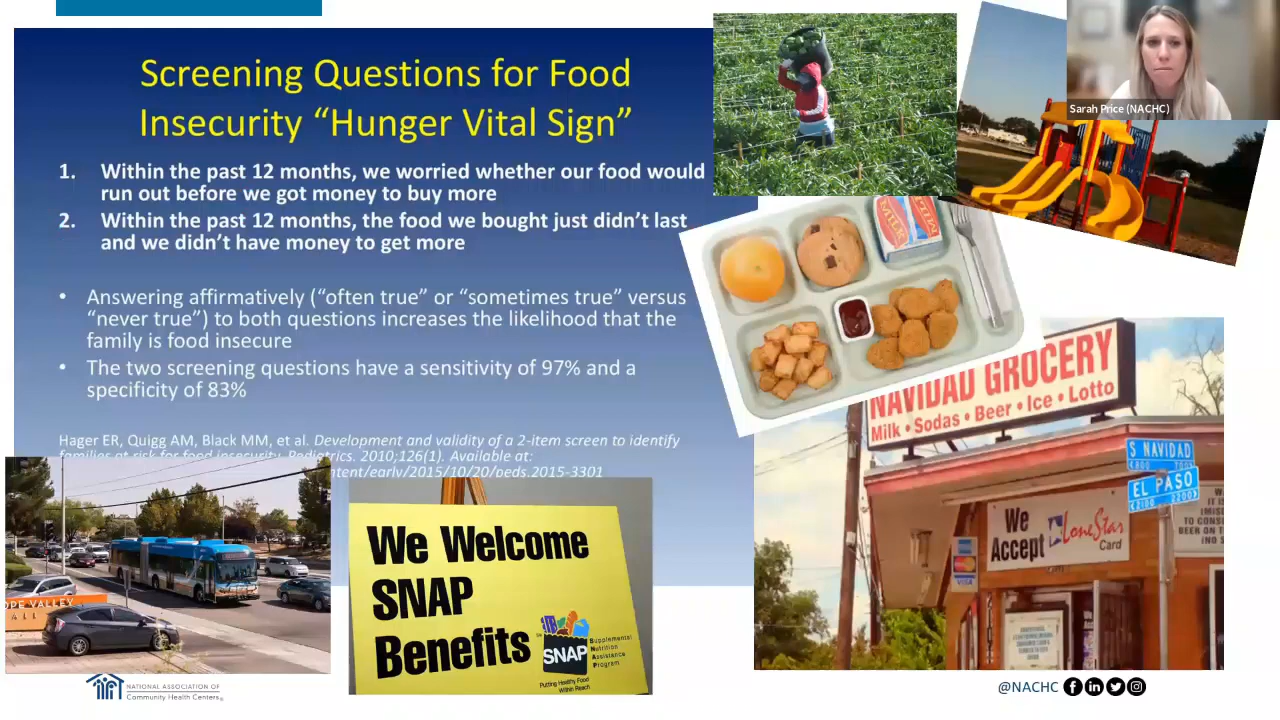 Screening Questions for Food
Insecurity “Hunger Vital Sign”
1. Within the past 12 months, we worried whether our food would
run out before we got money to buy more
2. Within the past 12 months, the food we bought just didn’t last
and we didn’t have money to get more
• Answering affirmatively (“often true” or “sometimes true” versus
“never true”) to both questions increases the likelihood that the
family is food insecure
• The two screening questions have a sensitivity of 97% and a
specificity of 83%
Hager ER, Quigg AM, Black MM, et al. Development and validity of a 2-item screen to identify
families at risk for food insecurity. Pediatrics. 2010;126(1). Available at:
ntent/early/2015/10/20/peds.2015-3301
Sarah Price (NACHC)
MILK
NAVIDAD GROCERY
Milk • Sodas • Beer • Ice • Lotto
S NAVIDAD
EL PASO
We
Accept
LoneStar
Card
VISA
OPE VALLEY
ALL
We Welcome
SNAP
Benefits
SNAP
Supplemental
Nutrition
Assistance
Program
Putting Healthy Food
Within Reach
NATIONAL ASSOCIATION OF
Community Health Centers®
@NACHC